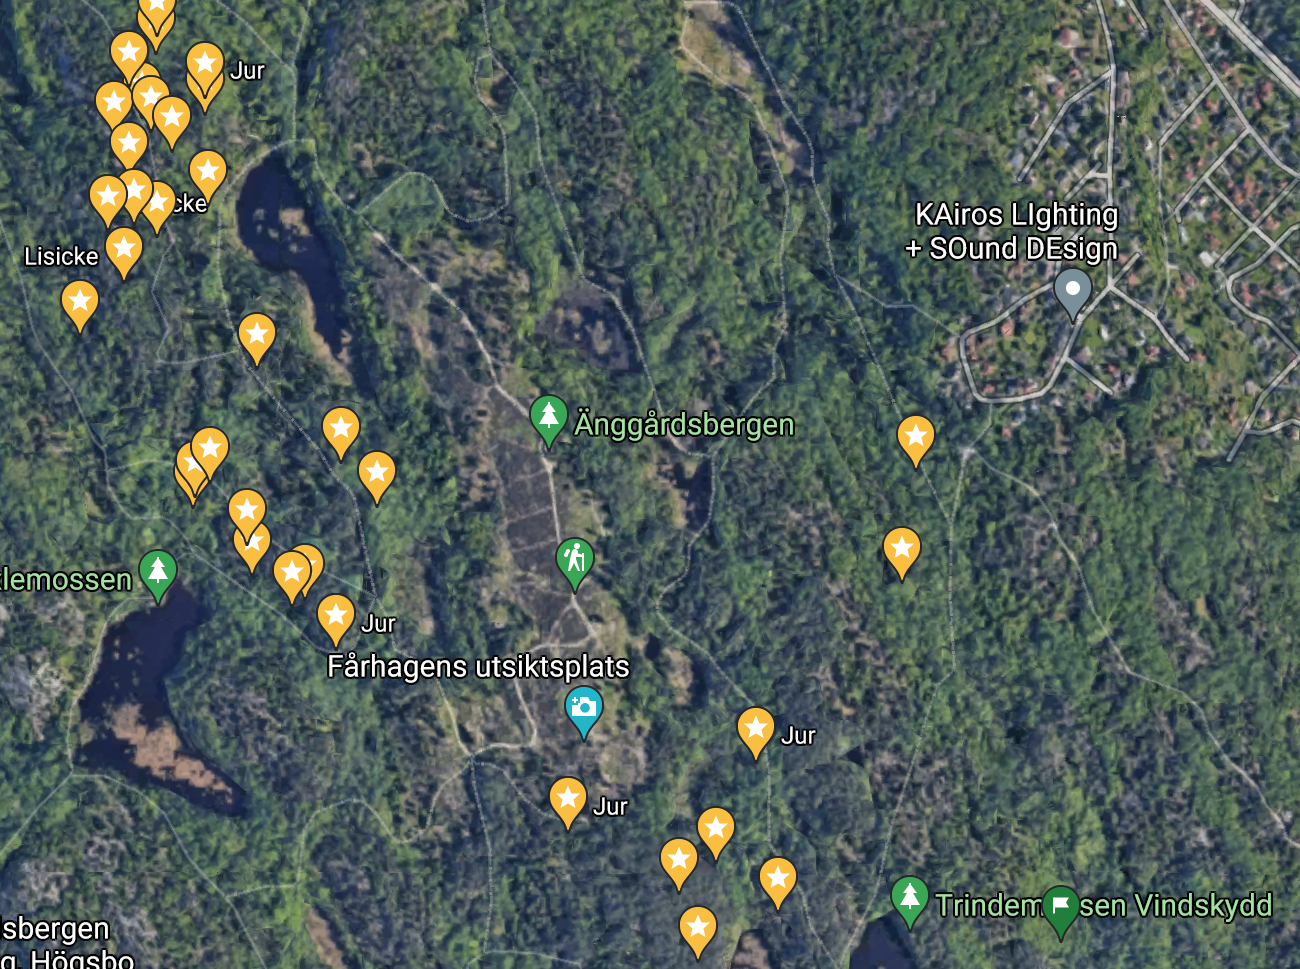 Jur
cke
Lisicke
KAiros LIghting
+ SOund DEsign
Änggårdsbergen
lemossen
Jur
Fårhagens utsiktsplats
Jur
Jur
Trindem sen Vindskydd
sbergen
g, Högsbo